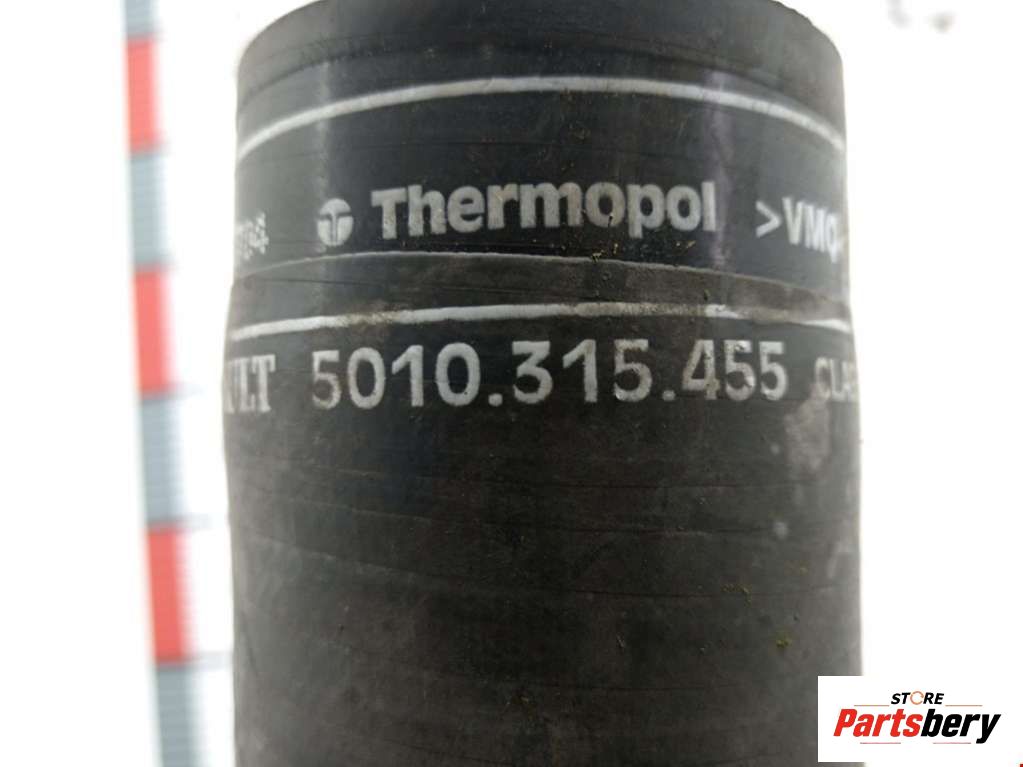 Thermopol >VMQ
5010.315.455
STORE
Partsbery